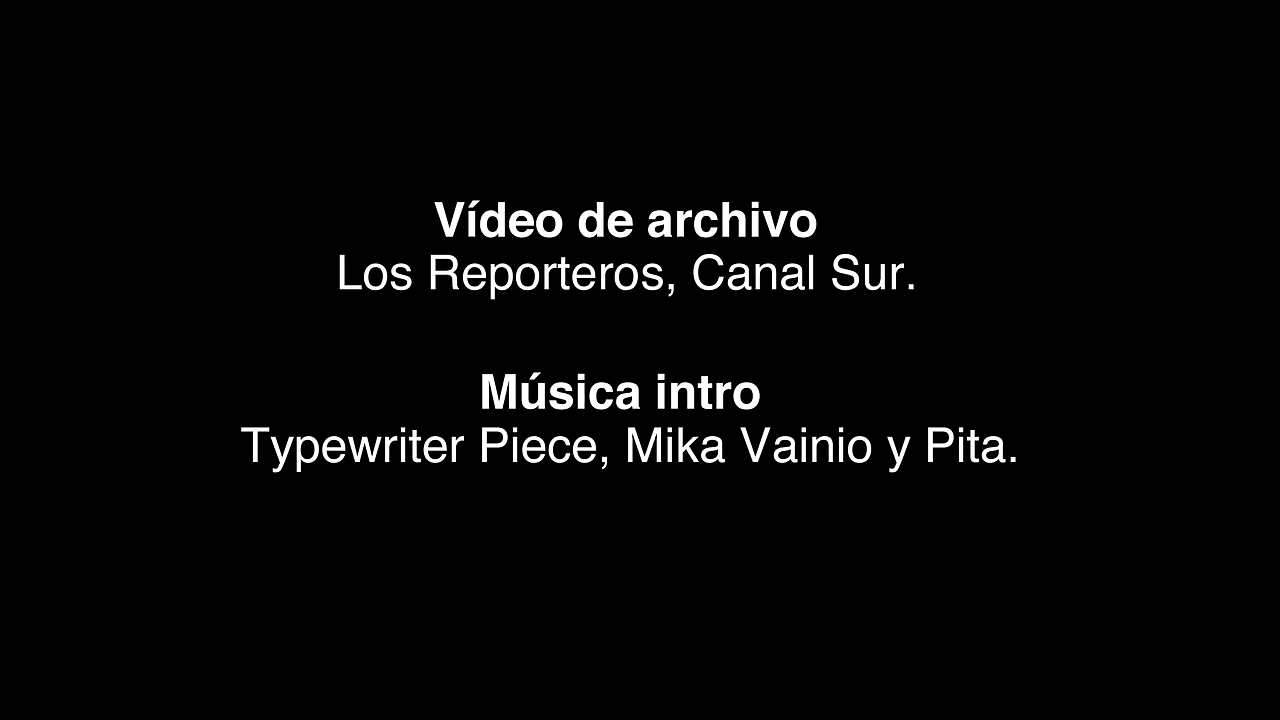 Vídeo de archivo
Los Reporteros, Canal Sur.
Música intro
Typewriter Piece, Mika Vainio y Pita.